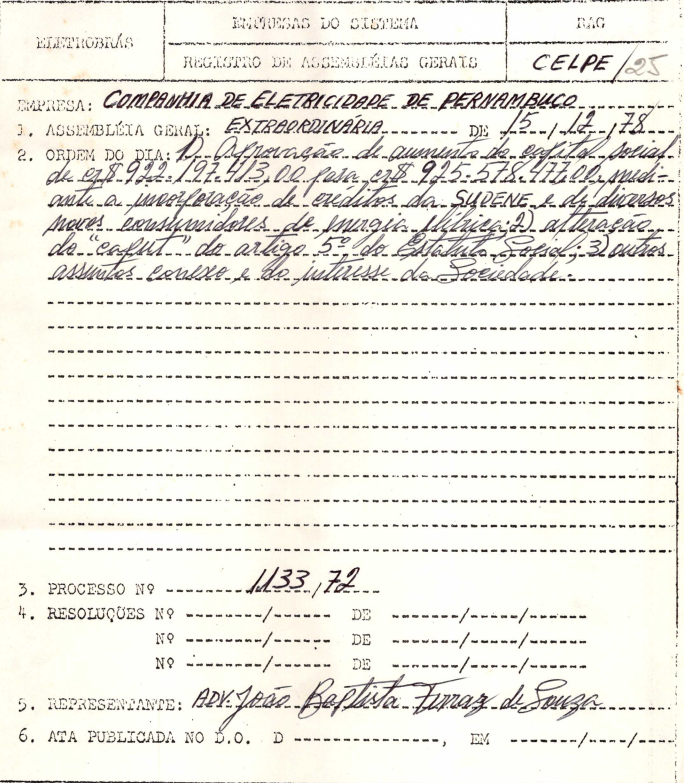 ELETROBRÁS
EMPRESAS DO SISTEMA
REGISTRO DE ASSEMBLÉIAS GERAIS
RAG
CELPE/25
EMPRESA: COMPANHIA DE ELETRICIDADE DE PERNAMBUCO
1. ASSEMBLÉIA GERAL: EXTRAORDINÁRIA DE 15/12/78
2. ORDEM DO DIA: 1) Aprovação de aumento do capital social
de cr$ 922.197.413,00 para cr$ 925.578.477,00, medi-
ante a incorporação de créditos da SUDENE e de diversos
novos consumidores de energia elétrica; 2) alteração
do "caput" do artigo 5º, do Estatuto Social; 3) outros
assuntos conexo e do interesse da Sociedade.
3. PROCESSO Nº 1133/72
4. RESOLUÇÕES Nº ------/------ DE ------/----/------
Nº ------/------ DE ------/----/------
Nº ------/------ DE ------/----/------
5. REPRESENTANTE: ADV. João Baptista Ferraz de Souza
6. ATA PUBLICADA NO D.O. D --------------, EM ------/----/----